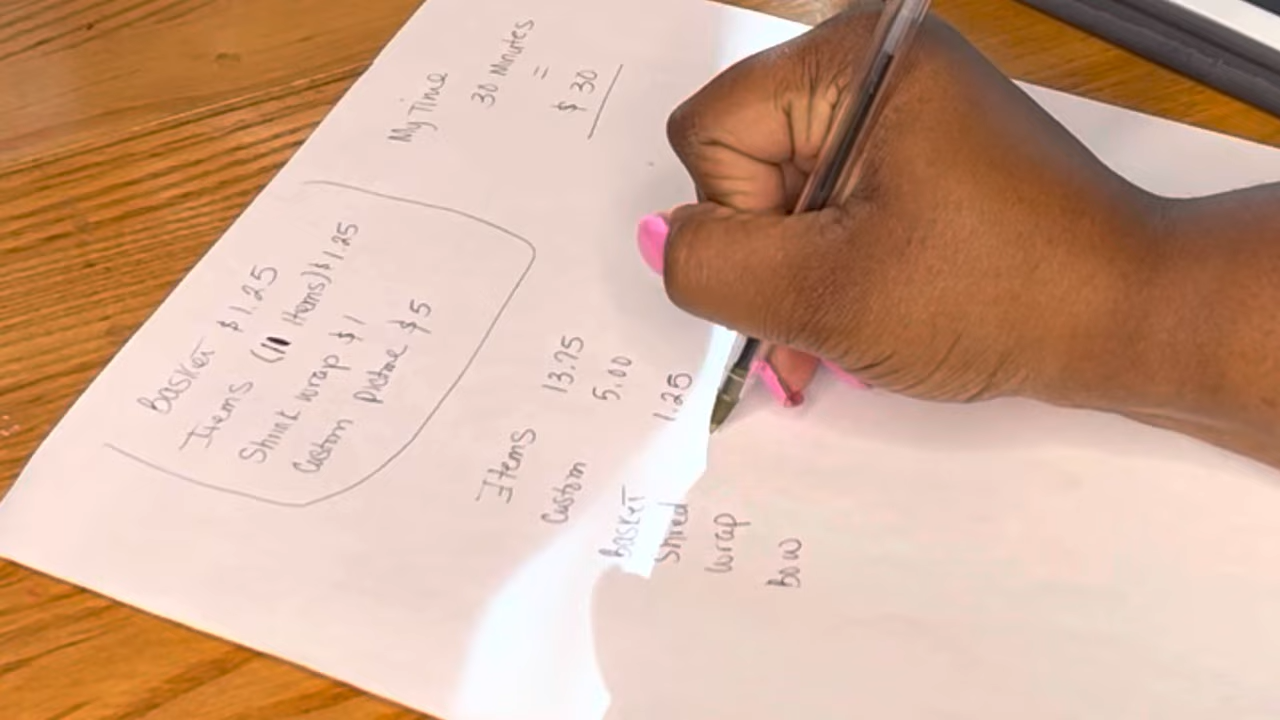 My Time
30 Minutes
=
$ 30
Basket $1.25
Items (11 Items) $1.25
Shrink wrap $1
Custom Picture $5
Items 13.75
Custom 5.00
Basket 1.25
Shred
Wrap
Bow